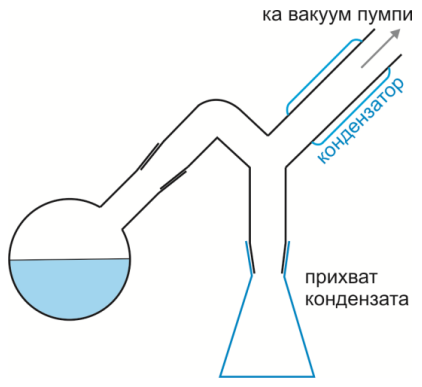 ка вакуум пумпи
кондензатор
прихват
кондензата